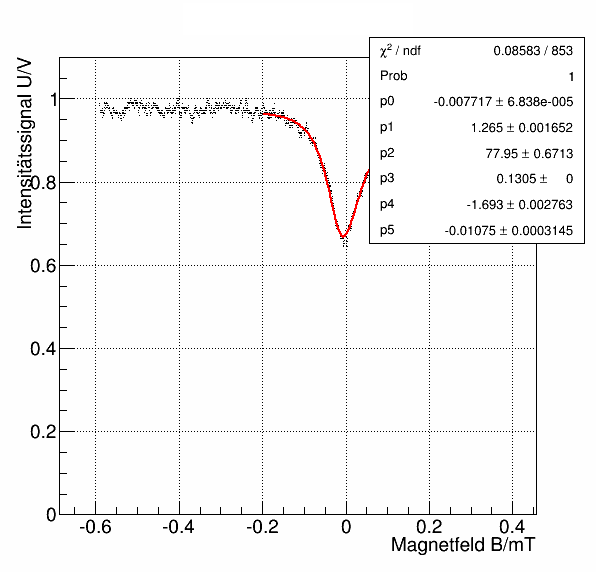 χ² / ndf 0.08583 / 853
Prob 1
p0 -0.007717 ± 6.838e-005
p1 1.265 ± 0.001652
p2 77.95 ± 0.6713
p3 0.1305 ± 0
p4 -1.693 ± 0.002763
p5 -0.01075 ± 0.0003145
Intensitätssignal U/V
1
0.8
0.6
0.4
0.2
0
-0.6 -0.4 -0.2 0 0.2 0.4
Magnetfeld B/mT